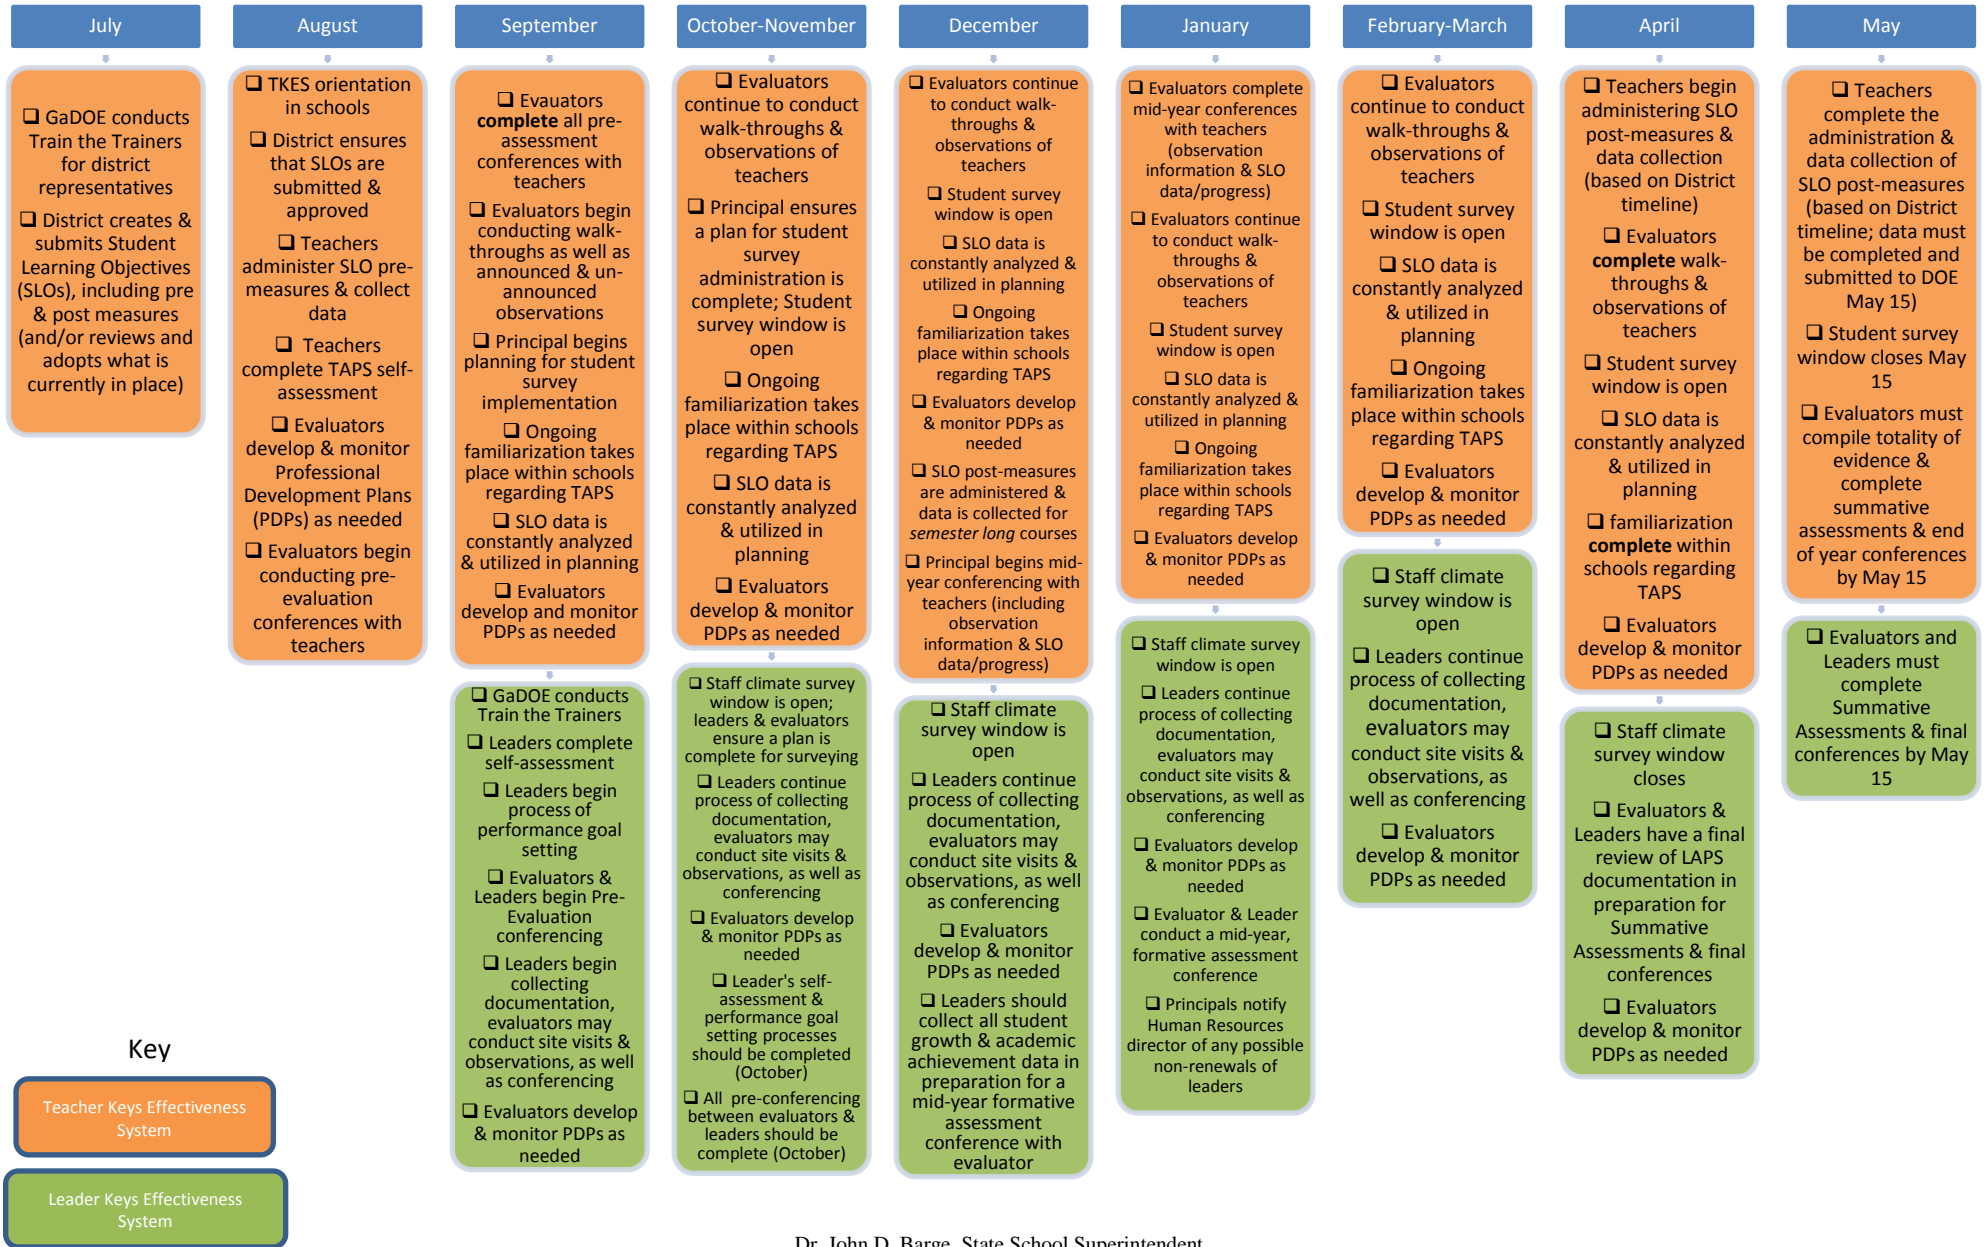 July
August
September
October-November
December
January
February-March
April
May
❑ GaDOE conducts
Train the Trainers
for district
representatives
❑ District creates &
submits Student
Learning Objectives
(SLOs), including pre
& post measures
(and/or reviews and
adopts what is
currently in place)
❑ TKES orientation
in schools
❑ District ensures
that SLOs are
submitted &
approved
❑ Teachers
administer SLO pre-
measures & collect
data
❑ Teachers
complete TAPS self-
assessment
❑ Evaluators
develop & monitor
Professional
Development Plans
(PDPs) as needed
❑ Evaluators begin
conducting pre-
evaluation
conferences with
teachers
❑ Evauators
complete all pre-
assessment
conferences with
teachers
❑ Evaluators begin
conducting walk-
throughs as well as
announced & un-
announced
observations
❑ Principal begins
planning for student
survey
implementation
❑ Ongoing
familiarization takes
place within schools
regarding TAPS
❑ SLO data is
constantly analyzed
& utilized in planning
❑ Evaluators
develop and monitor
PDPs as needed
❑ GaDOE conducts
Train the Trainers
❑ Leaders complete
self-assessment
❑ Leaders begin
process of
performance goal
setting
❑ Evaluators &
Leaders begin Pre-
Evaluation
conferencing
❑ Leaders begin
collecting
documentation,
evaluators may
conduct site visits &
observations, as well
as conferencing
❑ Evaluators develop
& monitor PDPs as
needed
❑ Evaluators
continue to conduct
walk-throughs &
observations of
teachers
❑ Principal ensures
a plan for student
survey
administration is
complete; Student
survey window is
open
❑ Ongoing
familiarization takes
place within schools
regarding TAPS
❑ SLO data is
constantly analyzed
& utilized in
planning
❑ Evaluators
develop & monitor
PDPs as needed
❑ Staff climate survey
window is open;
leaders & evaluators
ensure a plan is
complete for surveying
❑ Leaders continue
process of collecting
documentation,
evaluators may
conduct site visits &
observations, as well as
conferencing
❑ Evaluators develop
& monitor PDPs as
needed
❑ Leader's self-
assessment &
performance goal
setting processes
should be completed
(October)
❑ All pre-conferencing
between evaluators &
leaders should be
complete (October)
❑ Evaluators continue
to conduct walk-
throughs &
observations of
teachers
❑ Student survey
window is open
❑ SLO data is
constantly analyzed &
utilized in planning
❑ Ongoing
familiarization takes
place within schools
regarding TAPS
❑ Evaluators develop
& monitor PDPs as
needed
❑ SLO post-measures
are administered &
data is collected for
semester long courses
❑ Principal begins mid-
year conferencing with
teachers (including
observation
information & SLO
data/progress)
❑ Staff climate
survey window is
open
❑ Leaders continue
process of collecting
documentation,
evaluators may
conduct site visits &
observations, as well
as conferencing
❑ Evaluators
develop & monitor
PDPs as needed
❑ Leaders should
collect all student
growth & academic
achievement data in
preparation for a
mid-year formative
assessment
conference with
evaluator
❑ Evaluators complete
mid-year conferences
with teachers
(observation
information & SLO
data/progress)
❑ Evaluators continue
to conduct walk-
throughs &
observations of
teachers
❑ Student survey
window is open
❑ SLO data is
constantly analyzed &
utilized in planning
❑ Ongoing
familiarization takes
place within schools
regarding TAPS
❑ Evaluators develop
& monitor PDPs as
needed
❑ Staff climate survey
window is open
❑ Leaders continue
process of collecting
documentation,
evaluators may
conduct site visits &
observations, as well as
conferencing
❑ Evaluators develop
& monitor PDPs as
needed
❑ Evaluator & Leader
conduct a mid-year,
formative assessment
conference
❑ Principals notify
Human Resources
director of any possible
non-renewals of
leaders
❑ Evaluators
continue to conduct
walk-throughs &
observations of
teachers
❑ Student survey
window is open
❑ SLO data is
constantly analyzed
& utilized in
planning
❑ Ongoing
familiarization takes
place within schools
regarding TAPS
❑ Evaluators
develop & monitor
PDPs as needed
❑ Staff climate
survey window is
open
❑ Leaders continue
process of collecting
documentation,
evaluators may
conduct site visits &
observations, as
well as conferencing
❑ Evaluators
develop & monitor
PDPs as needed
❑ Teachers begin
administering SLO
post-measures &
data collection
(based on District
timeline)
❑ Evaluators
complete walk-
throughs &
observations of
teachers
❑ Student survey
window is open
❑ SLO data is
constantly analyzed
& utilized in
planning
❑ familiarization
complete within
schools regarding
TAPS
❑ Evaluators
develop & monitor
PDPs as needed
❑ Staff climate
survey window
closes
❑ Evaluators &
Leaders have a final
review of LAPS
documentation in
preparation for
Summative
Assessments & final
conferences
❑ Evaluators
develop & monitor
PDPs as needed
❑ Teachers
complete the
administration &
data collection of
SLO post-measures
(based on District
timeline; data must
be completed and
submitted to DOE
May 15)
❑ Student survey
window closes May
15
❑ Evaluators must
compile totality of
evidence &
complete
summative
assessments & end
of year conferences
by May 15
❑ Evaluators and
Leaders must
complete
Summative
Assessments & final
conferences by May
15
Key
Teacher Keys Effectiveness
System
Leader Keys Effectiveness
System
Dr. John D. Barge, State School Superintendent